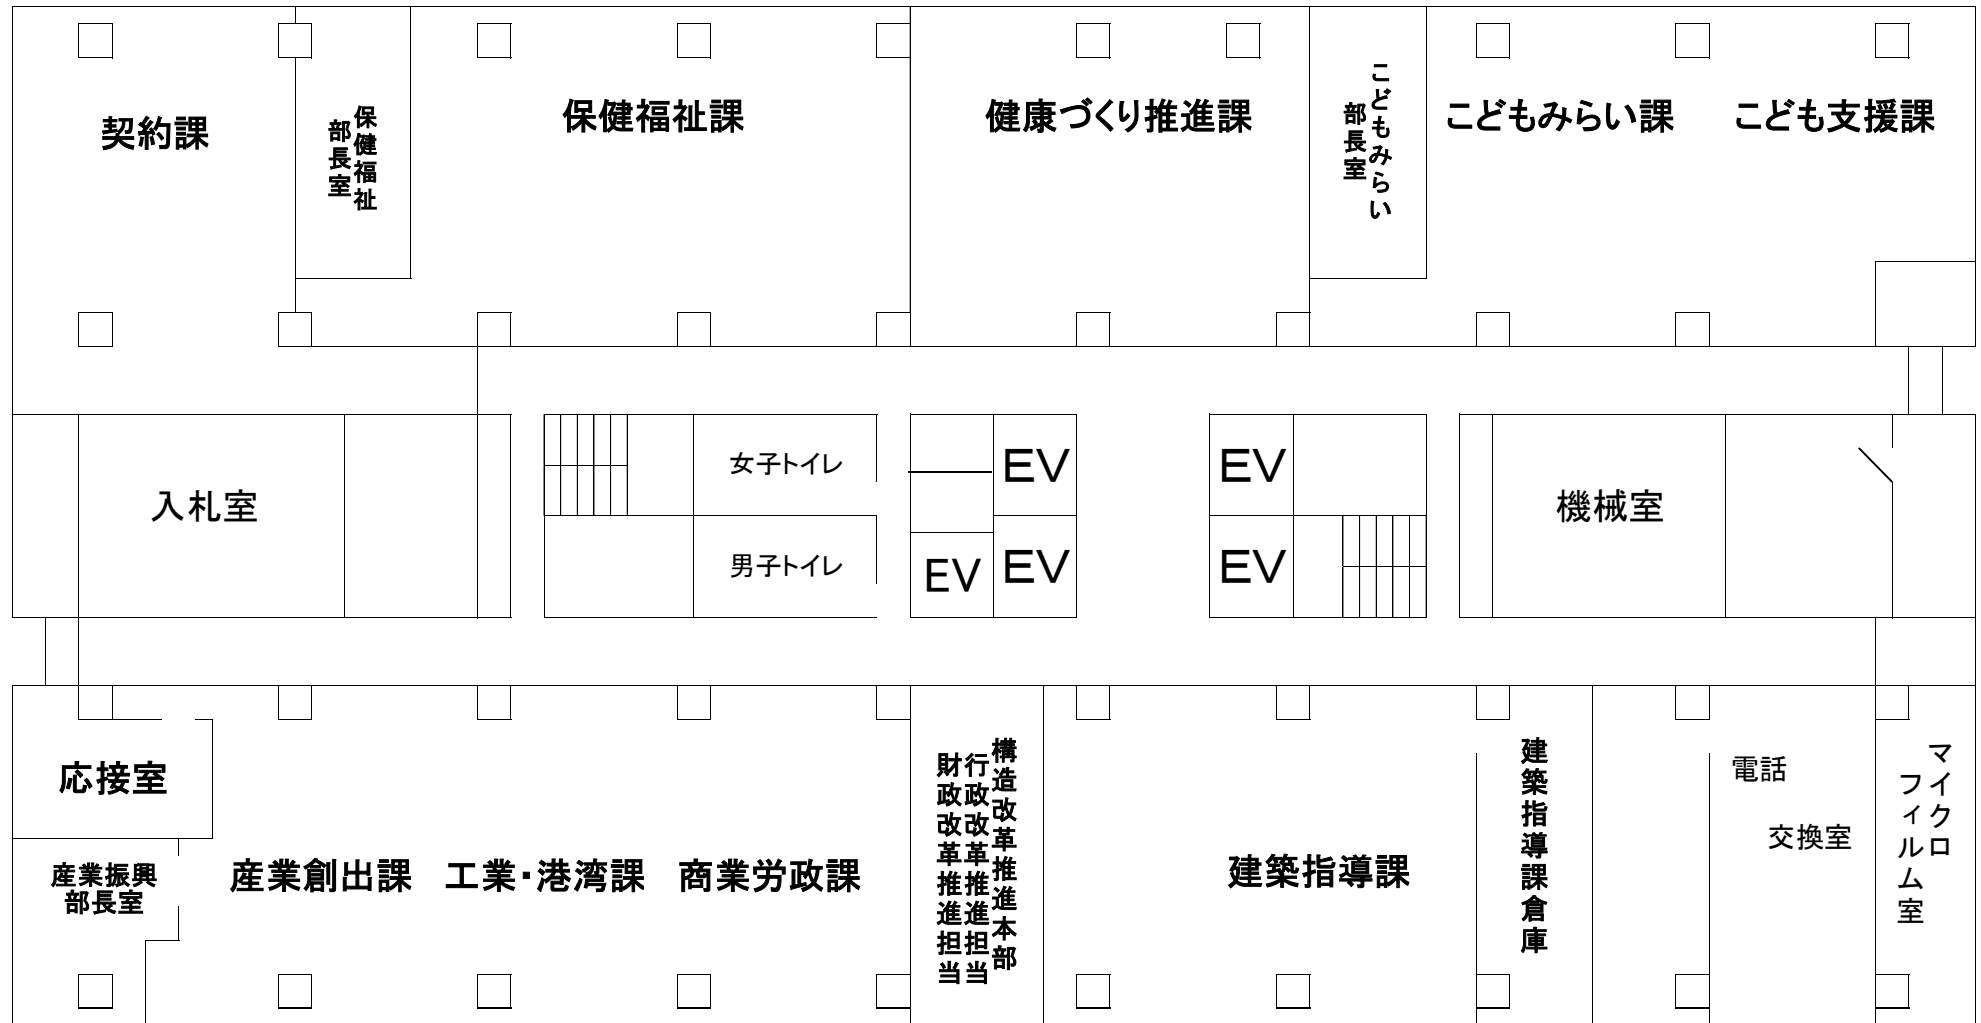 契約課
保健福祉
部長室
保健福祉課
健康づくり推進課
こどもみらい
部長室
こどもみらい課
こども支援課
入札室
女子トイレ
男子トイレ
EV
EV
EV
EV
EV
機械室
応接室
産業振興
部長室
産業創出課
工業・港湾課
商業労政課
構造改革推進本部
行政改革推進担当
財政改革推進担当
建築指導課
建築指導課倉庫
電話
交換室
マイクロ
フィルム室